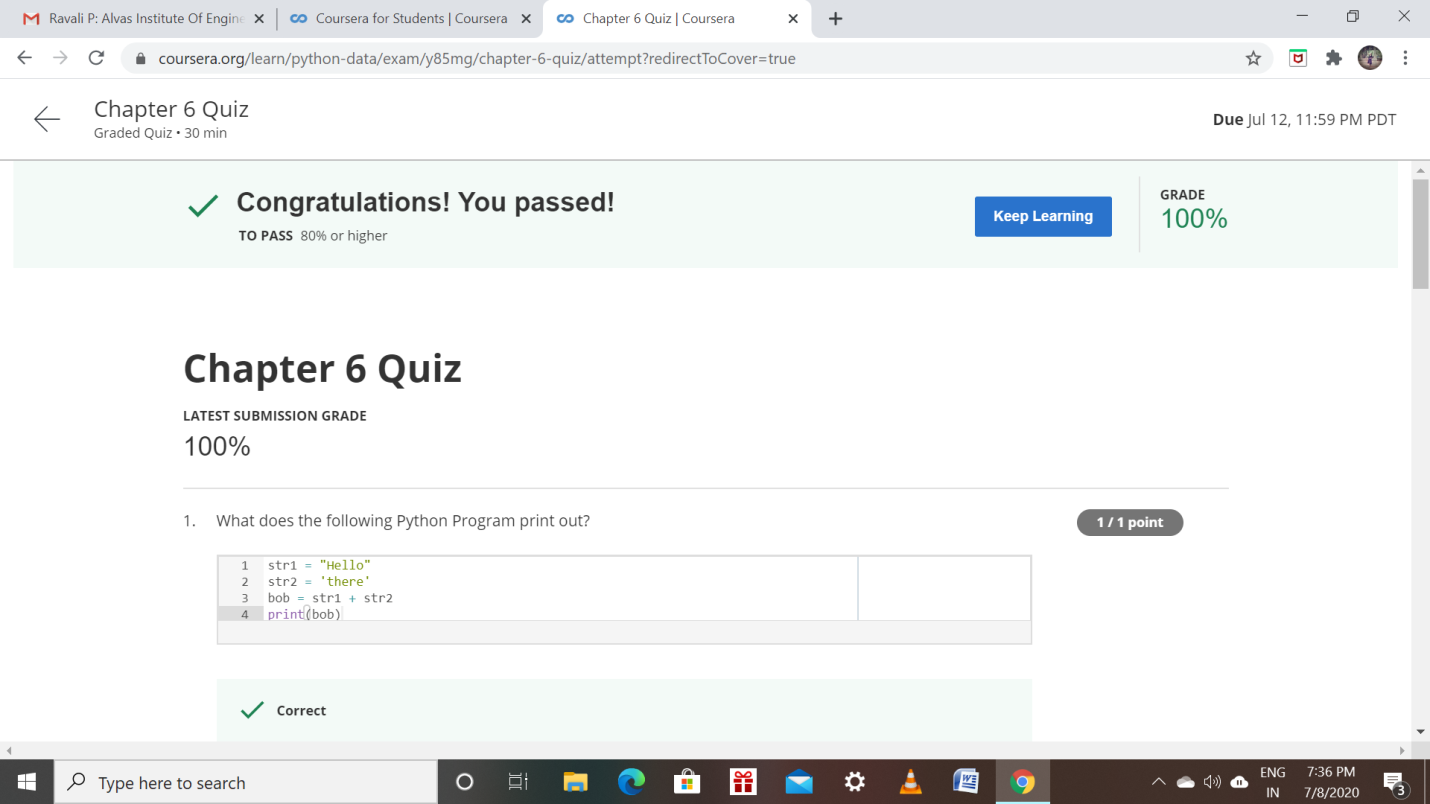 Ravali P: Alvas Institute Of Engine
Coursera for Students | Coursera
Chapter 6 Quiz | Coursera
coursera.org/learn/python-data/exam/y85mg/chapter-6-quiz/attempt?redirectToCover=true
Chapter 6 Quiz
Graded Quiz • 30 min
Due Jul 12, 11:59 PM PDT
Congratulations! You passed!
TO PASS 80% or higher
Keep Learning
GRADE
100%
Chapter 6 Quiz
LATEST SUBMISSION GRADE
100%
1. What does the following Python Program print out?
1 / 1 point
1 str1 = "Hello"
2 str2 = 'there'
3 bob = str1 + str2
4 print(bob)
Correct
Type here to search
ENG
IN
7:36 PM
7/8/2020
3